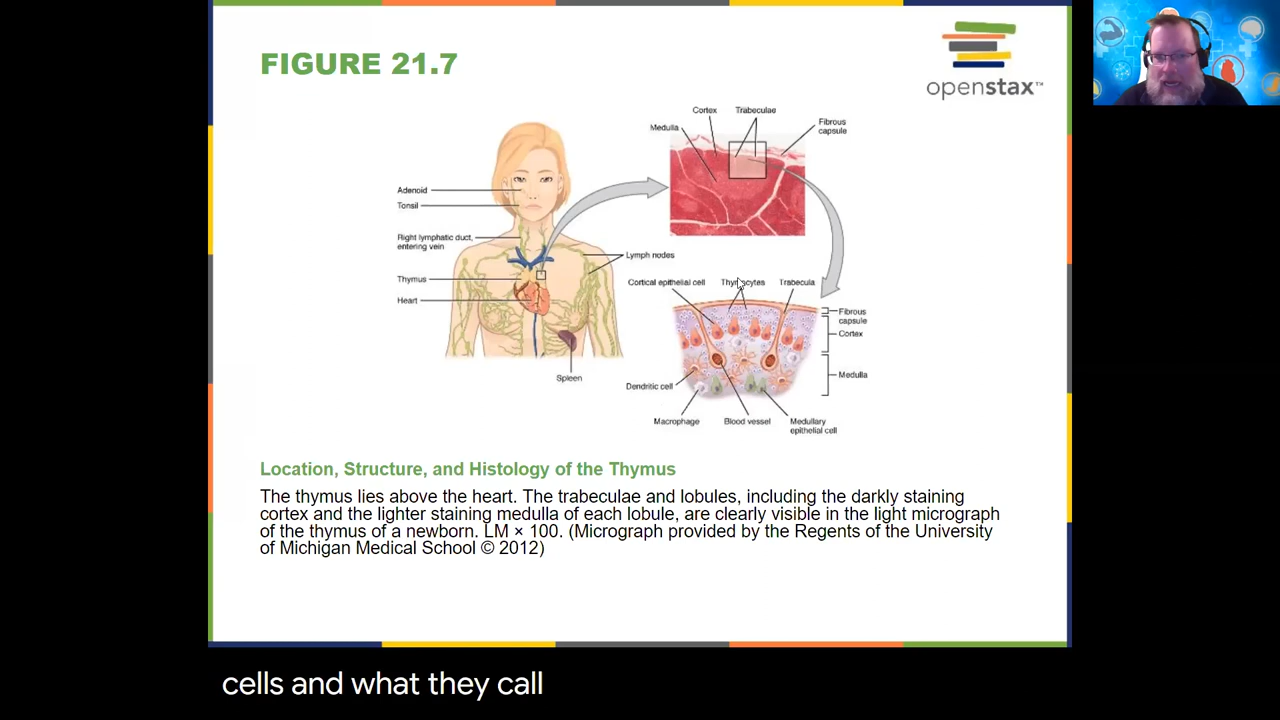 FIGURE 21.7
openstax™
Cortex
Trabeculae
Medulla
Fibrous
capsule
Adenoid
Tonsil
Right lymphatic duct,
entering vein
Lymph nodes
Thymus
Heart
Spleen
Cortical epithelial cell
Thymocytes
Trabecula
Fibrous
capsule
Cortex
Medulla
Dendritic cell
Macrophage
Blood vessel
Medullary
epithelial cell
Location, Structure, and Histology of the Thymus
The thymus lies above the heart. The trabeculae and lobules, including the darkly staining
cortex and the lighter staining medulla of each lobule, are clearly visible in the light micrograph
of the thymus of a newborn. LM × 100. (Micrograph provided by the Regents of the University
of Michigan Medical School © 2012)
cells and what they call